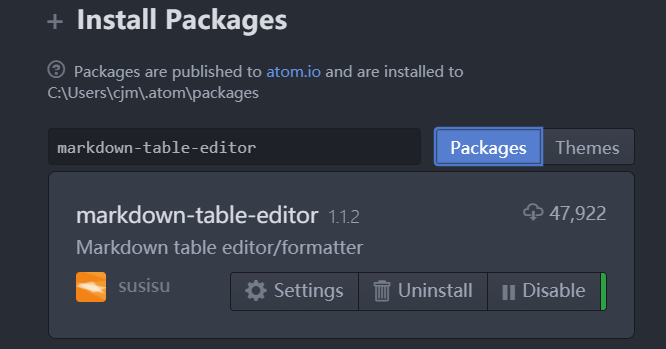 Install Packages
Packages are published to atom.io and are installed to
C:\Users\cjm\.atom\packages
markdown-table-editor Packages Themes
markdown-table-editor 1.1.2 47,922
Markdown table editor/formatter
susisu Settings Uninstall Disable